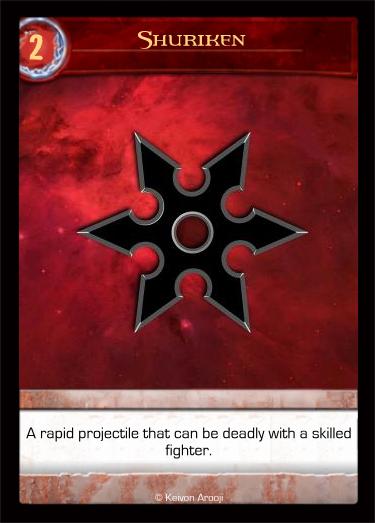 2
Shuriken
A rapid projectile that can be deadly with a skilled
fighter.
© Keivon Arooji